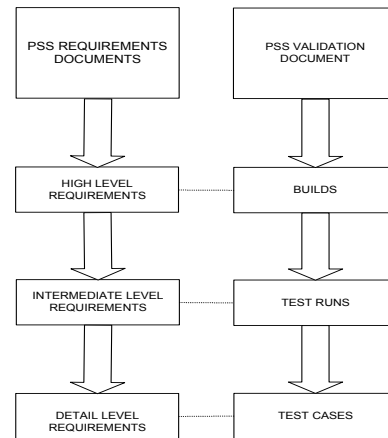 PSS REQUIREMENTS
DOCUMENTS
PSS VALIDATION
DOCUMENT
HIGH LEVEL
REQUIREMENTS
BUILDS
INTERMEDIATE LEVEL
REQUIREMENTS
TEST RUNS
DETAIL LEVEL
REQUIREMENTS
TEST CASES